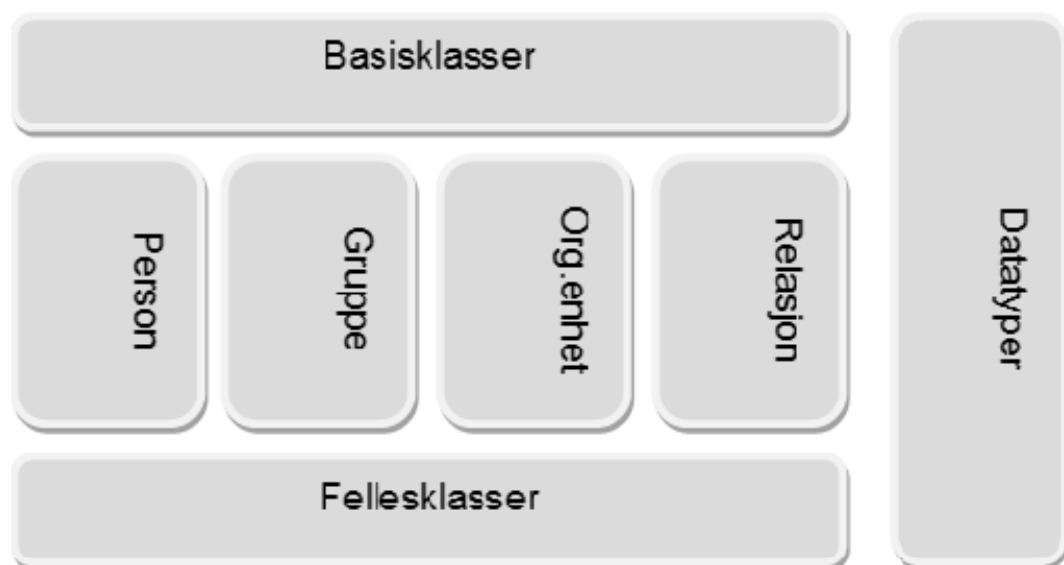 Basisklasser
Person
Gruppe
Org.enhet
Relasjon
Fellesklasser
Datatyper